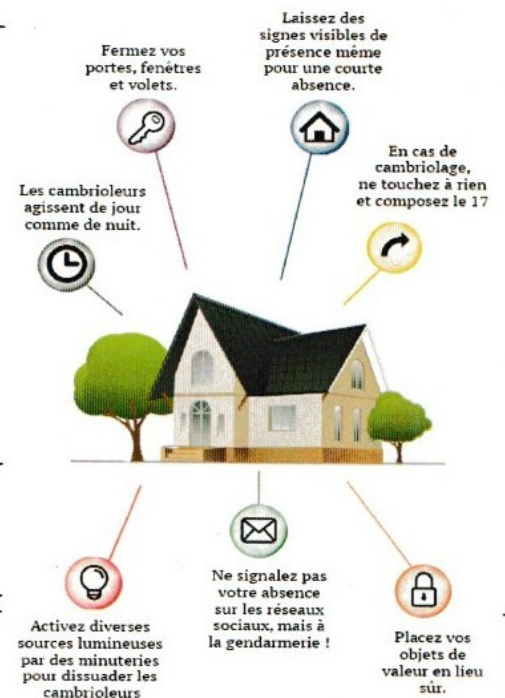 Laissez des
signes visibles de
présence même
pour une courte
absence.
Fermez vos
portes, fenêtres
et volets.
En cas de
cambriolage,
ne touchez à rien
et composez le 17
Les cambrioleurs
agissent de jour
comme de nuit.
Activez diverses
sources lumineuses
par des minuteries
pour dissuader les
cambrioleurs
Ne signalez pas
votre absence
sur les réseaux
sociaux, mais à
la gendarmerie !
Placez vos
objets de
valeur en lieu
sûr.